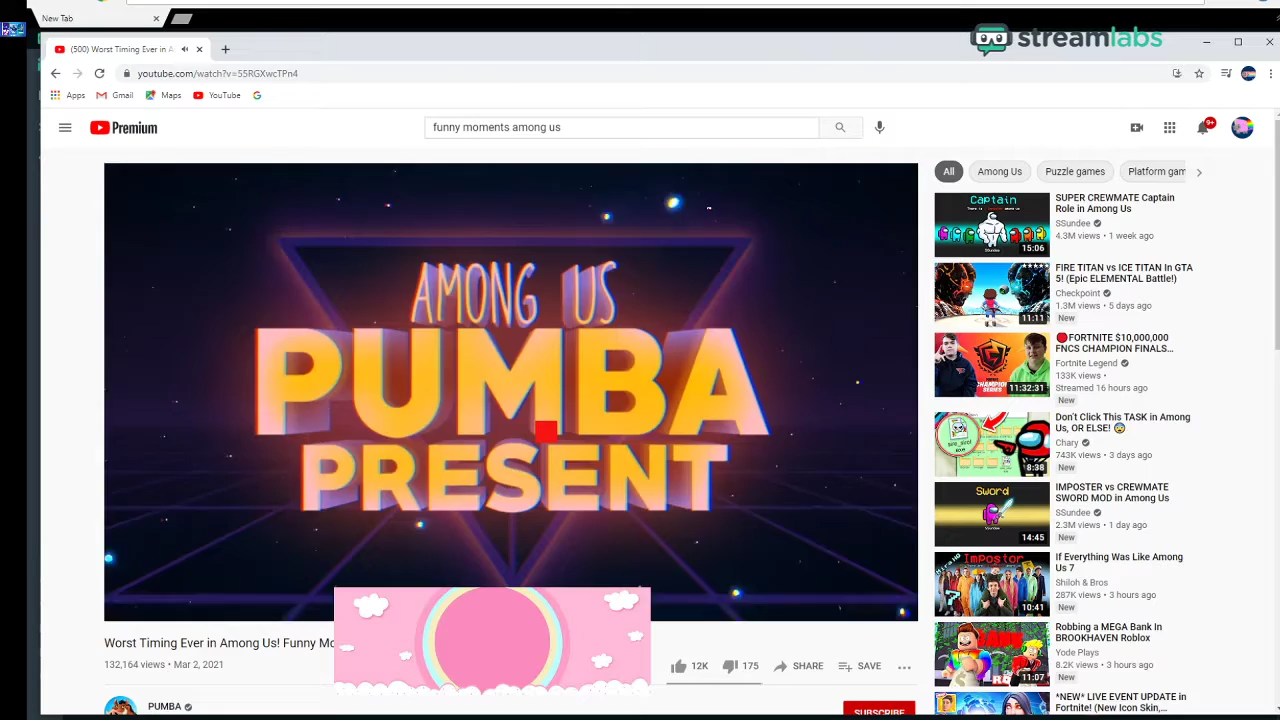 New Tab
streamlabs
(500) Worst Timing Ever in A
youtube.com/watch?v=55RGXwcTPn4
Apps
Gmail
Maps
YouTube
Premium
funny moments among us
9+
All
Among Us
Puzzle games
Platform gam
AMONG US
PUMBA
PRESENT
Captain
15:06
SUPER CREWMATE Captain
Role in Among Us
SSundee
4.3M views • 1 week ago
11:11
FIRE TITAN vs ICE TITAN In GTA
5! (Epic ELEMENTAL Battle!)
Checkpoint
1.3M views • 5 days ago
New
CHAMPION
SERIES
11:32:31
🔴FORTNITE $10,000,000
FNCS CHAMPION FINALS...
Fortnite Legend
133K views •
Streamed 16 hours ago
New
8:38
Don't Click This TASK in Among
Us, OR ELSE! 😨
Chary
743K views • 3 days ago
New
Sword
14:45
IMPOSTER vs CREWMATE
SWORD MOD in Among Us
SSundee
2.3M views • 1 day ago
New
Impostor
?
10:41
If Everything Was Like Among
Us 7
Shiloh & Bros
287K views • 3 hours ago
New
11:07
Robbing a MEGA Bank In
BROOKHAVEN Roblox
Yode Plays
8.2K views • 3 hours ago
New
*NEW* LIVE EVENT UPDATE in
Fortnite! (New Icon Skin,...
Worst Timing Ever in Among Us! Funny Mo
132,164 views • Mar 2, 2021
12K
175
SHARE
SAVE
PUMBA
SUBSCRIBE